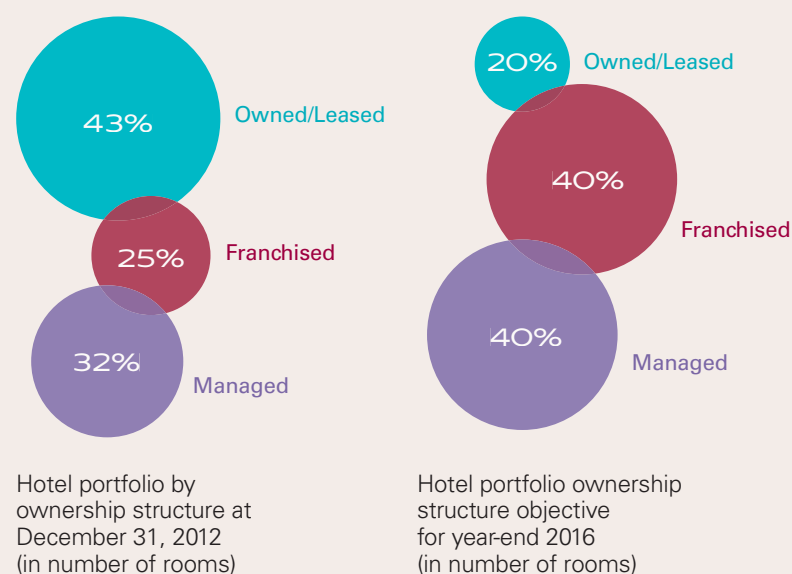 43%
Owned/Leased
25%
Franchised
32%
Managed
Hotel portfolio by
ownership structure at
December 31, 2012
(in number of rooms)
20%
Owned/Leased
40%
Franchised
40%
Managed
Hotel portfolio ownership
structure objective
for year-end 2016
(in number of rooms)